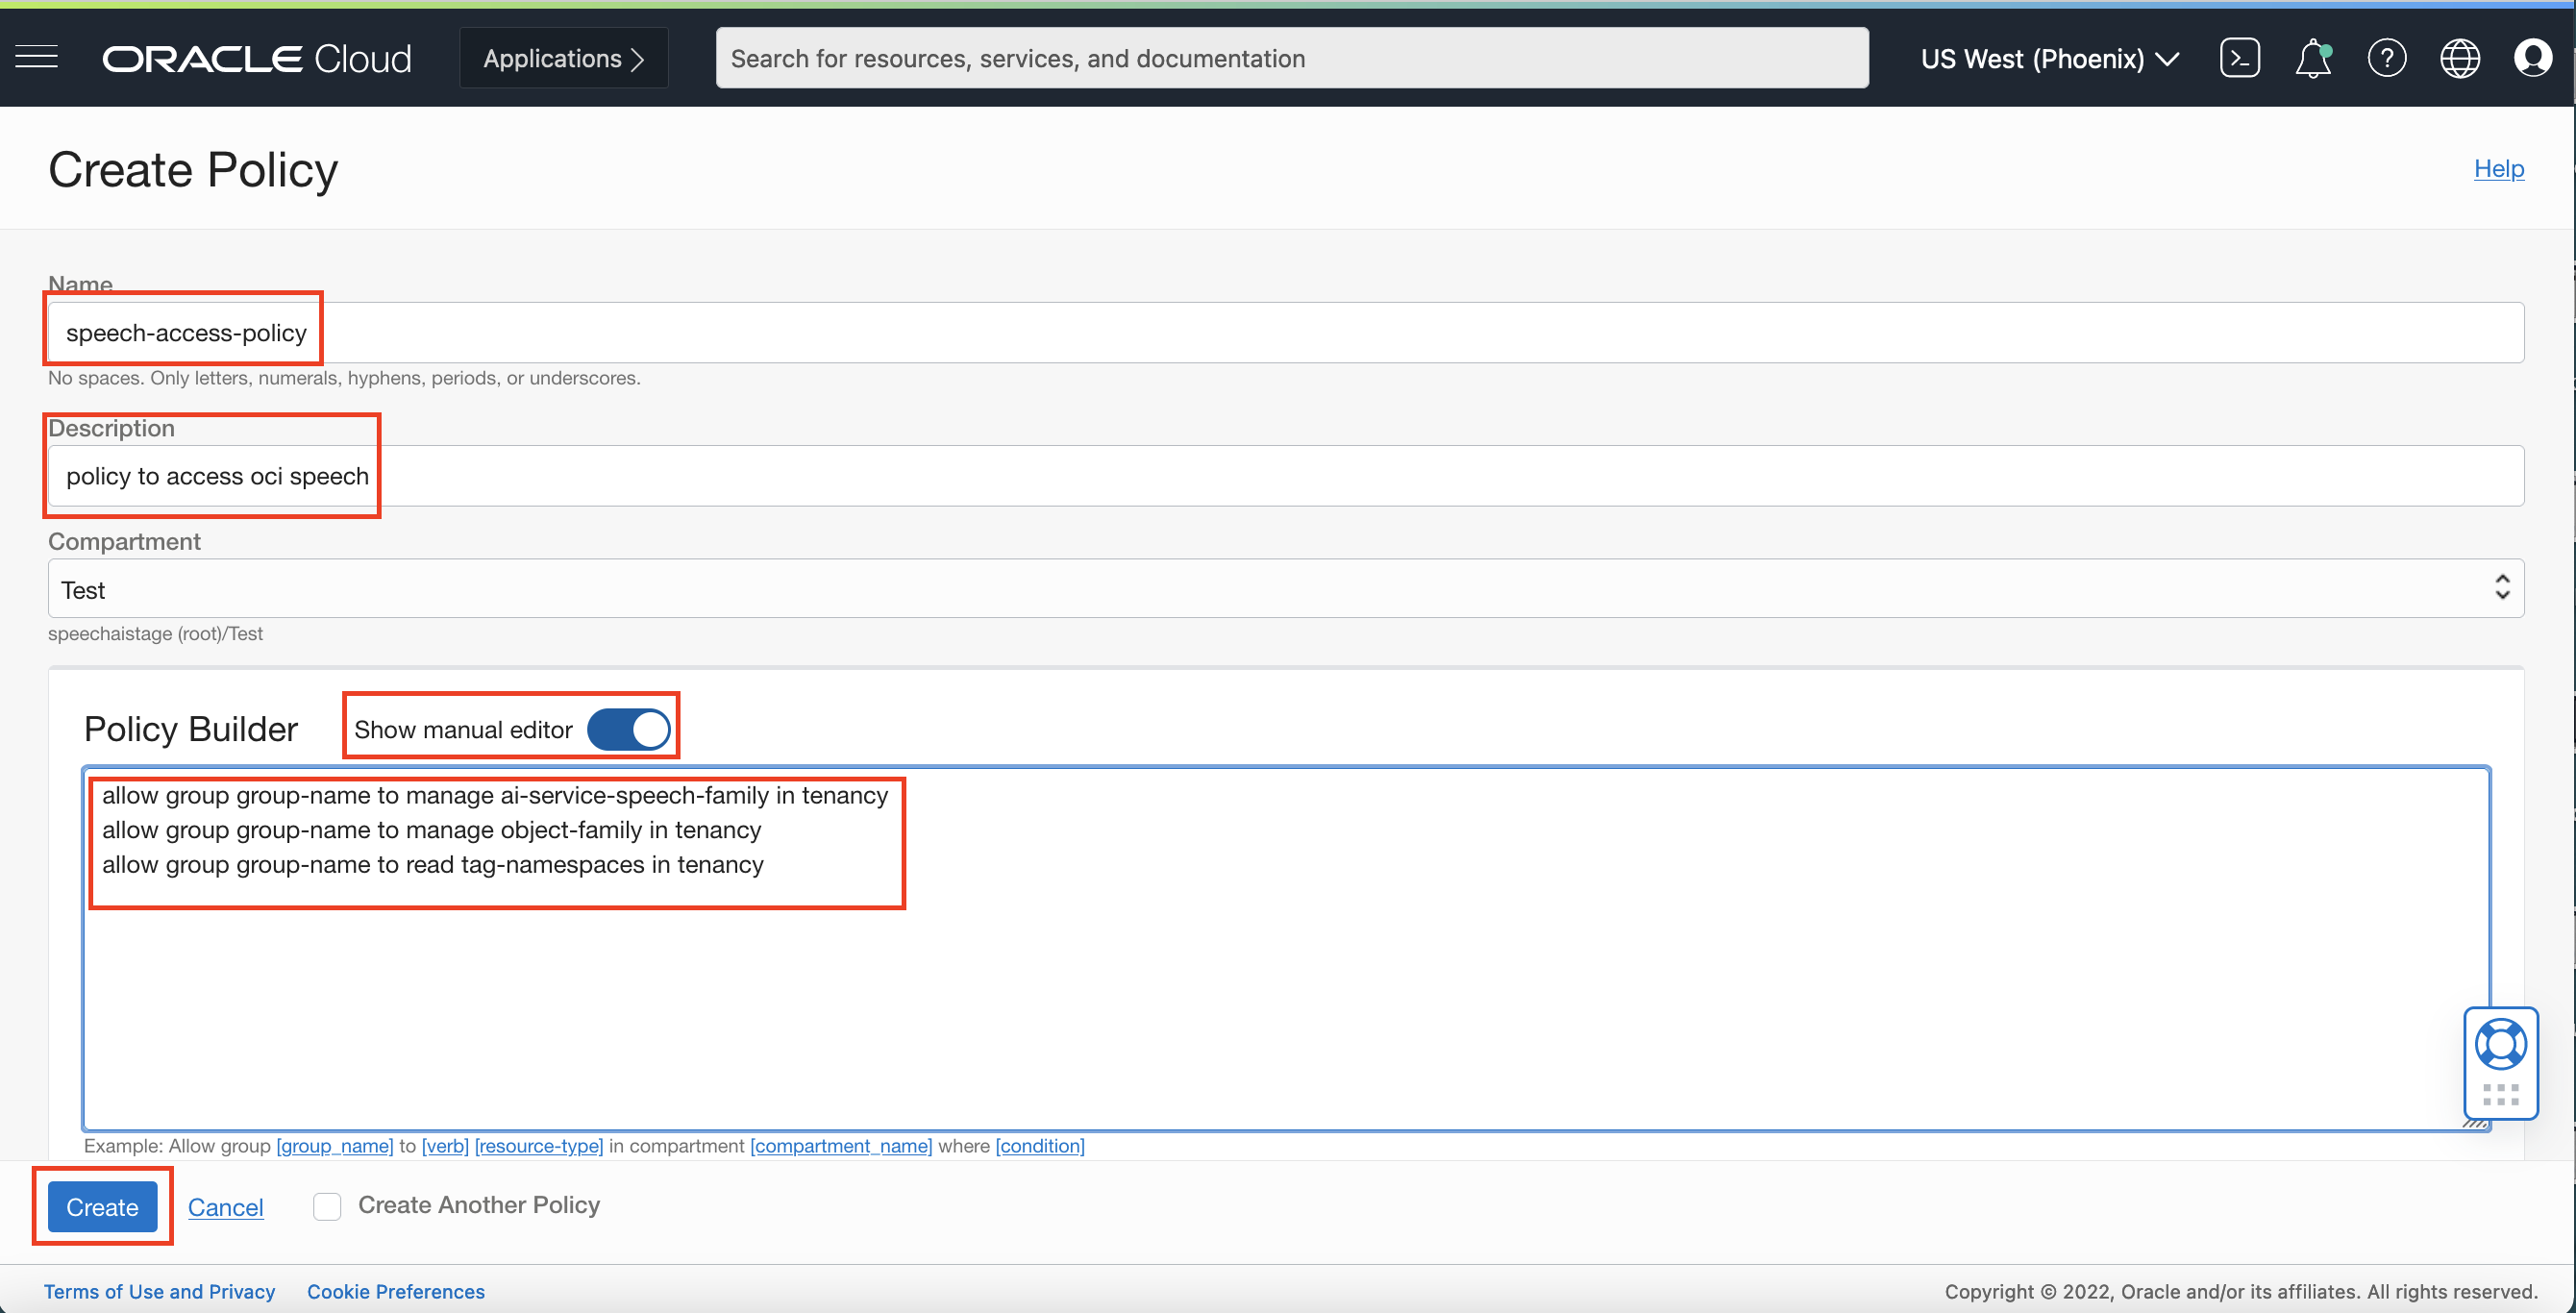 ORACLE Cloud
Applications
Search for resources, services, and documentation
US West (Phoenix)
Create Policy
Help
Name
speech-access-policy
No spaces. Only letters, numerals, hyphens, periods, or underscores.
Description
policy to access oci speech
Compartment
Test
speechaistage (root)/Test
Policy Builder
Show manual editor
allow group group-name to manage ai-service-speech-family in tenancy
allow group group-name to manage object-family in tenancy
allow group group-name to read tag-namespaces in tenancy
Example: Allow group [group_name] to [verb] [resource-type] in compartment [compartment_name] where [condition]
Create
Cancel
Create Another Policy
Terms of Use and Privacy
Cookie Preferences
Copyright © 2022, Oracle and/or its affiliates. All rights reserved.